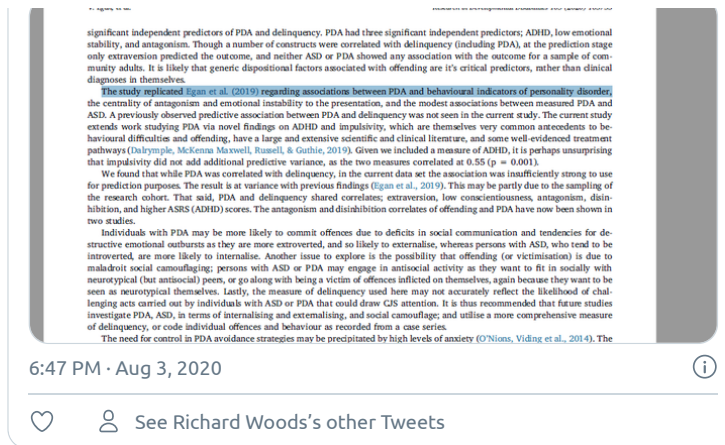 significant independent predictors of PDA and delinquency. PDA had three significant independent predictors; ADHD, low emotional
stability, and antagonism. Though a number of constructs were correlated with delinquency (including PDA), at the prediction stage
only extraversion predicted the outcome, and neither ASD or PDA showed any association with the outcome for a sample of com-
munity adults. It is likely that generic dispositional factors associated with offending are it's critical predictors, rather than clinical
diagnoses in themselves.
The study replicated Egan et al. (2019) regarding associations between PDA and behavioural indicators of personality disorder,
the centrality of antagonism and emotional instability to the presentation, and the modest associations between measured PDA and
ASD. A previously observed predictive association between PDA and delinquency was not seen in the current study. The current study
extends work studying PDA via novel findings on ADHD and impulsivity, which are themselves very common antecedents to be-
havioural difficulties and offending, have a large and extensive scientific and clinical literature, and some well-evidenced treatment
pathways (Dalrymple, McKenna Maxwell, Russell, & Guthie, 2019). Given we included a measure of ADHD, it is perhaps unsurprising
that impulsivity did not add additional predictive variance, as the two measures correlated at 0.55 (p = 0.001).
We found that while PDA was correlated with delinquency, in the current data set the association was insufficiently strong to use
for prediction purposes. The result is at variance with previous findings (Egan et al., 2019). This may be partly due to the sampling of
the research cohort. That said, PDA and delinquency shared correlates; extraversion, low conscientiousness, antagonism, disin-
hibition, and higher ASRS (ADHD) scores. The antagonism and disinhibition correlates of offending and PDA have now been shown in
two studies.
Individuals with PDA may be more likely to commit offences due to deficits in social communication and tendencies for de-
structive emotional outbursts as they are more extroverted, and so likely to externalise, whereas persons with ASD, who tend to be
introverted, are more likely to internalise. Another issue to explore is the possibility that offending (or victimisation) is due to
maladroit social camouflaging; persons with ASD or PDA may engage in antisocial activity as they want to fit in socially with
neurotypical (but antisocial) peers, or go along with being a victim of offences inflicted on themselves, again because they want to be
seen as neurotypical themselves. Lastly, the measure of delinquency used here may not accurately reflect the likelihood of chal-
lenging acts carried out by individuals with ASD or PDA that could draw CJS attention. It is thus recommended that future studies
investigate PDA, ASD, in terms of internalising and externalising, and social camouflage; and utilise a more comprehensive measure
of delinquency, or code individual offences and behaviour as recorded from a case series.
The need for control in PDA avoidance strategies may be precipitated by high levels of anxiety (O'Nions, Viding et al., 2014). The
6:47 PM · Aug 3, 2020
See Richard Woods's other Tweets